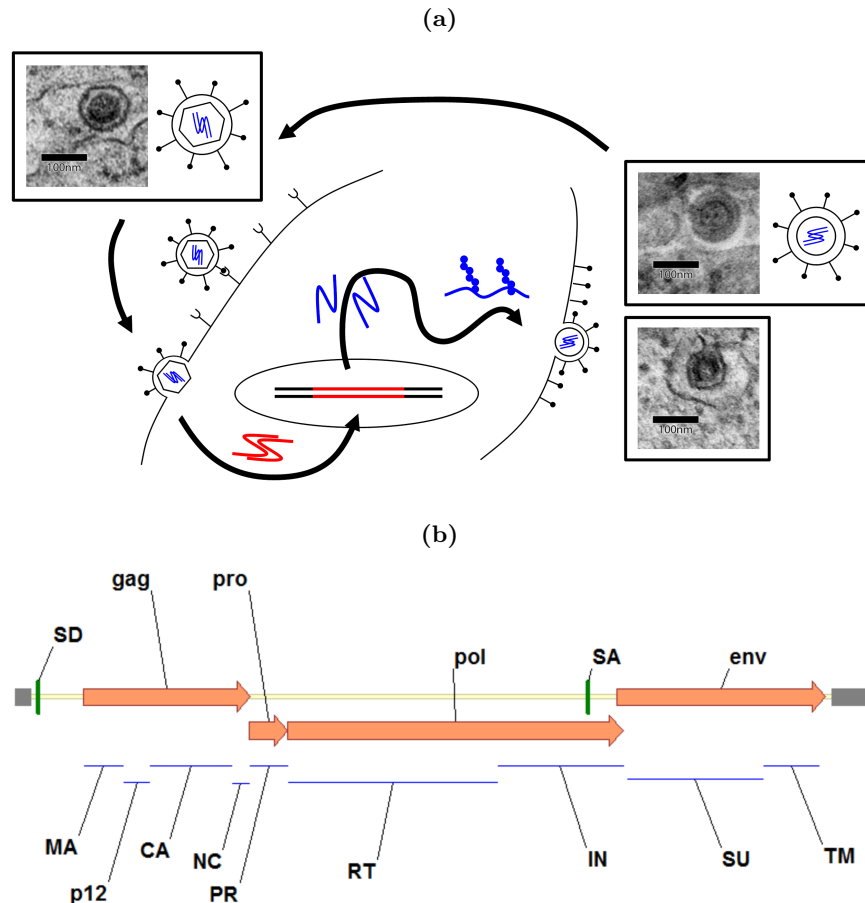 (a)
100nm
100nm
100nm
(b)
gag
pro
SD
pol
SA
env
MA
p12
CA
NC
PR
RT
IN
SU
TM